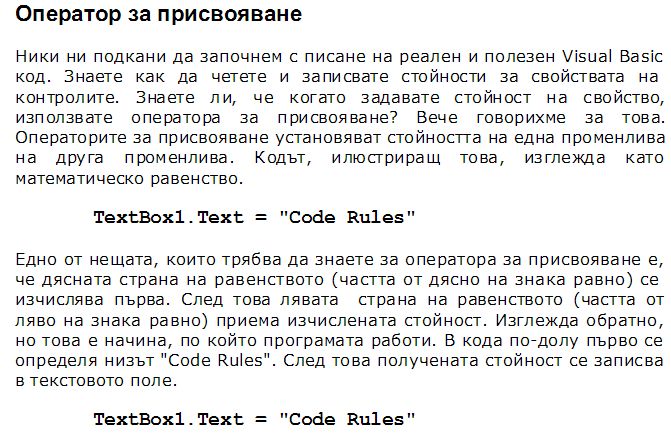 Оператор за присвояване
Ники ни подкани да започнем с писане на реален и полезен Visual Basic
код. Знаете как да четете и записвате стойности за свойствата на
контролите. Знаете ли, че когато задавате стойност на свойство,
използвате оператора за присвояване? Вече говорихме за това.
Операторите за присвояване установяват стойността на една променлива
на друга променлива. Кодът, илюстриращ това, изглежда като
математическо равенство.
TextBox1.Text = "Code Rules"
Едно от нещата, които трябва да знаете за оператора за присвояване е,
че дясната страна на равенството (частта от дясно на знака равно) се
изчислява първа. След това лявата страна на равенството (частта от
ляво на знака равно) приема изчислената стойност. Изглежда обратно,
но това е начина, по който програмата работи. В кода по-долу първо се
определя низът "Code Rules". След това получената стойност се записва
в текстовото поле.
TextBox1.Text = "Code Rules"